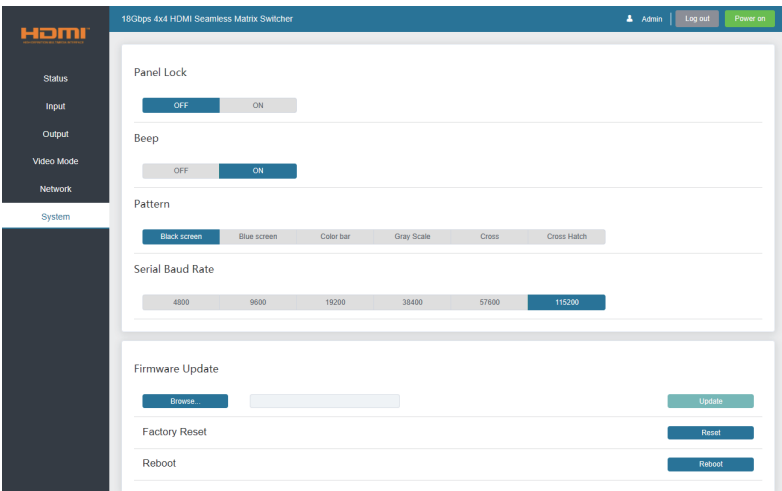 HDMI
18Gbps 4x4 HDMI Seamless Matrix Switcher
Admin
Log out
Power on
Status
Input
Output
Video Mode
Network
System
Panel Lock
OFF ON
Beep
OFF ON
Pattern
Black screen Blue screen Color bar Gray Scale Cross Cross Hatch
Serial Baud Rate
4800 9600 19200 38400 57600 115200
Firmware Update
Browse... Update
Factory Reset Reset
Reboot Reboot